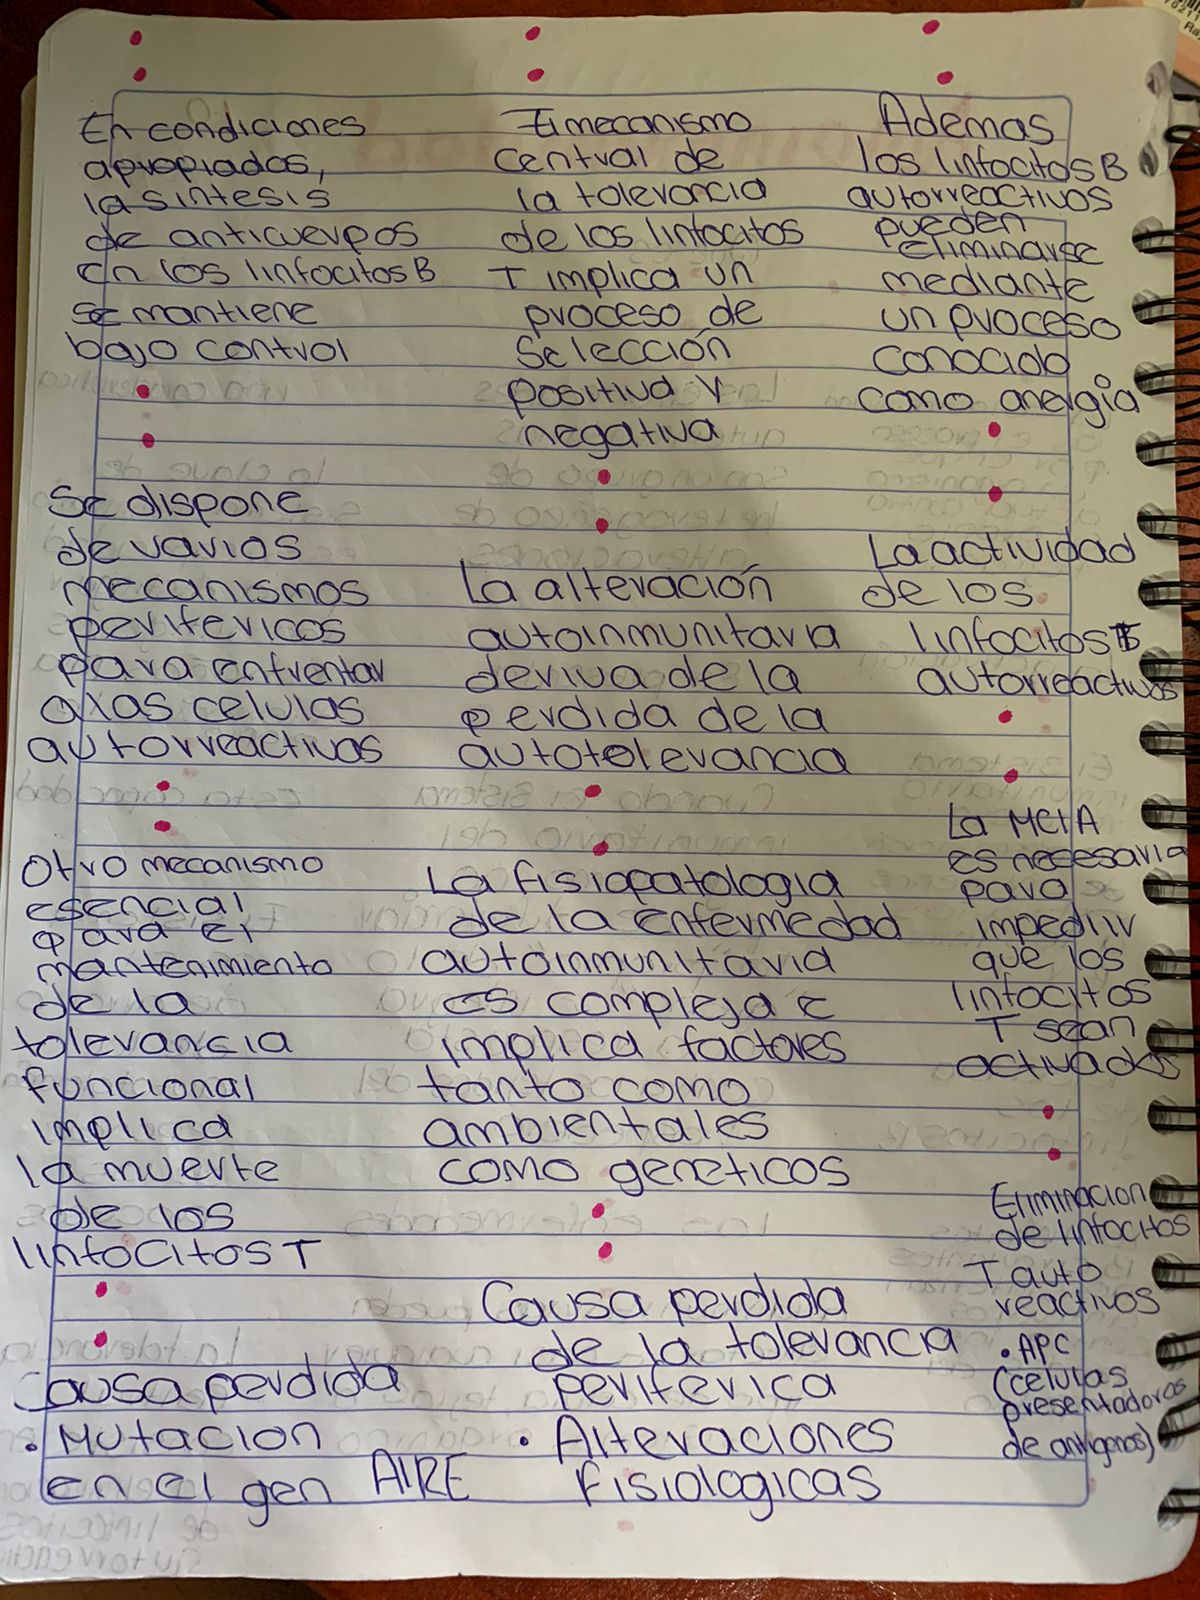 En condiciones
apropiadas,
la sintesis
de anticuerpos
en los linfocitos B
se mantiene
bajo control
Se dispone
de varios
mecanismos
perifericos
para enfrentar
a las celulas
autorreactivas
Otro mecanismo
esencial
para el
mantenimiento
de la
tolerancia
funcional
implica
la muerte
de los
linfocitos T
Causa perdida
• Mutacion
en el gen AIRE
El mecanismo
central de
la tolerancia
de los linfocitos
T implica un
proceso de
Selección
positiva y
negativa
La alteración
autoinmunitaria
deriva de la
perdida de la
autotolerancia
La fisiopatologia
de la enfermedad
autoinmunitaria
es compleja e
implica factores
tanto como
ambientales
como geneticos
Causa perdida
de la tolerancia
periferica
• Alteraciones
Fisiologicas
Ademas
los linfocitos B
autorreactivos
pueden
eliminarse
mediante
un proceso
conocido
como anergia
La actividad
de los
linfocitos
autorreactivos
La MCIA
es necesaria
para
impedir
que los
linfocitos
T sean
activados
Eliminacion
de linfocitos
T auto
reactivos
• APC
(celulas
presentadoras
de antigenos)